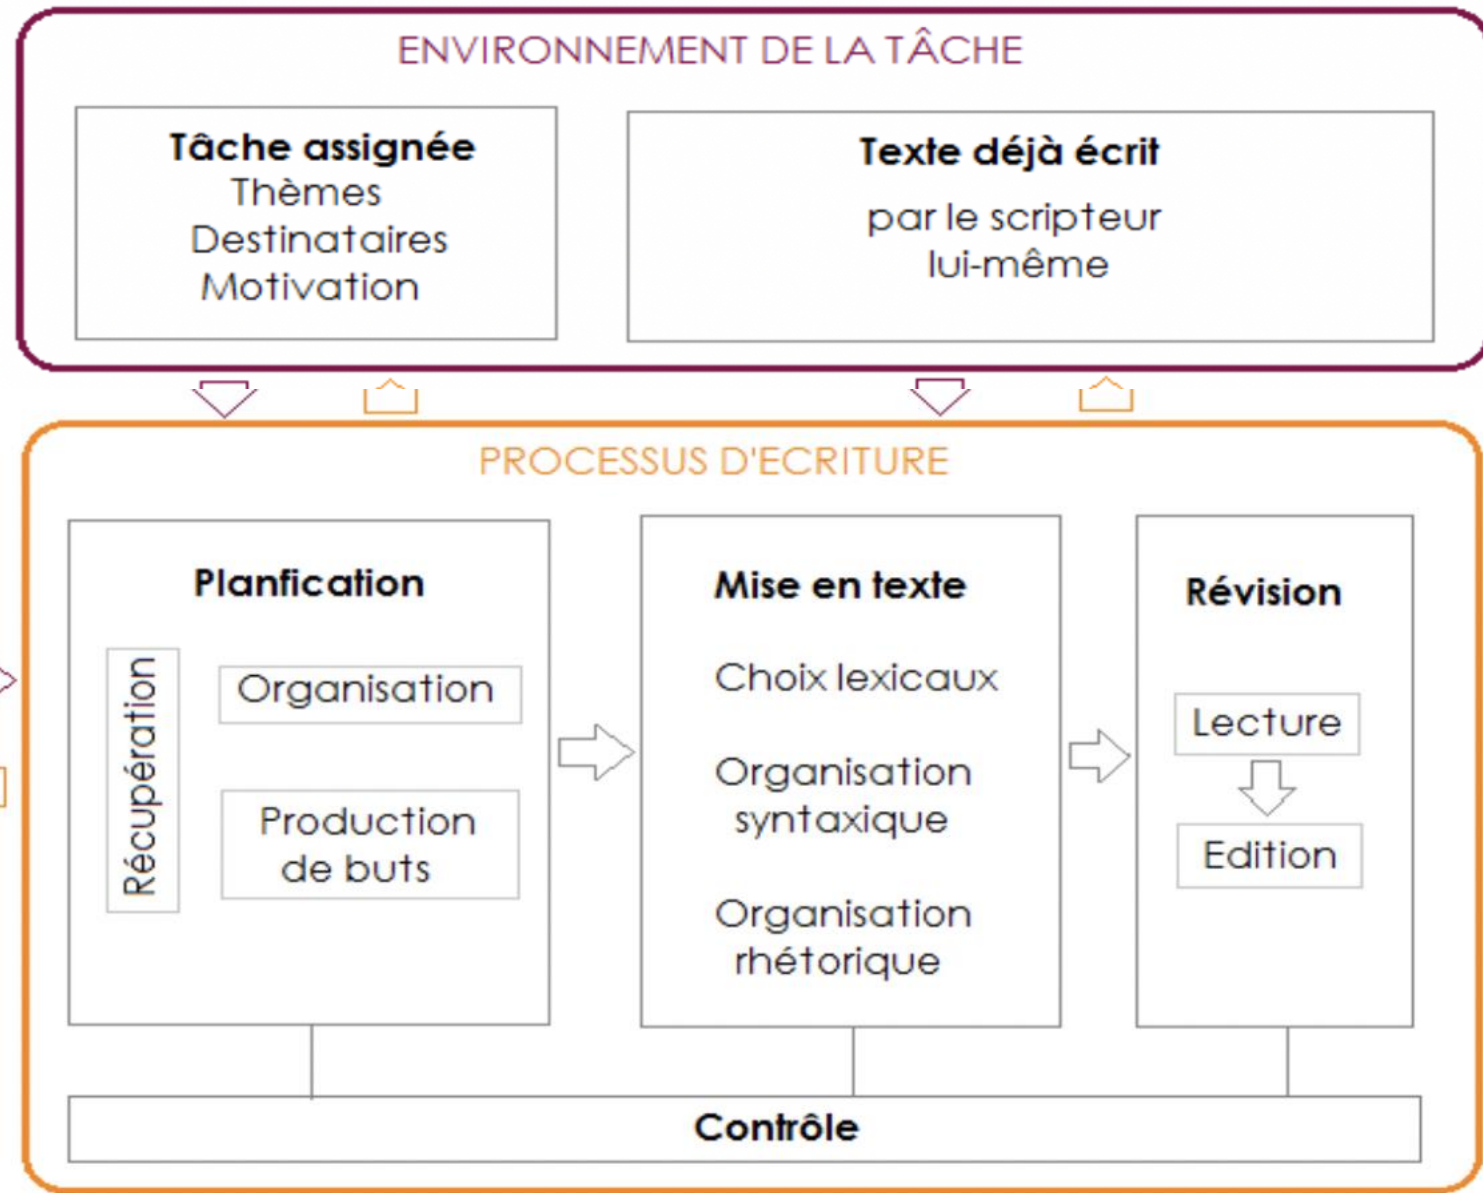 ENVIRONNEMENT DE LA TÂCHE
Tâche assignée
Thèmes
Destinataires
Motivation
Texte déjà écrit
par le scripteur
lui-même
PROCESSUS D'ECRITURE
Planfication
Récupération
Organisation
Production
de buts
Mise en texte
Choix lexicaux
Organisation
syntaxique
Organisation
rhétorique
Révision
Lecture
Edition
Contrôle